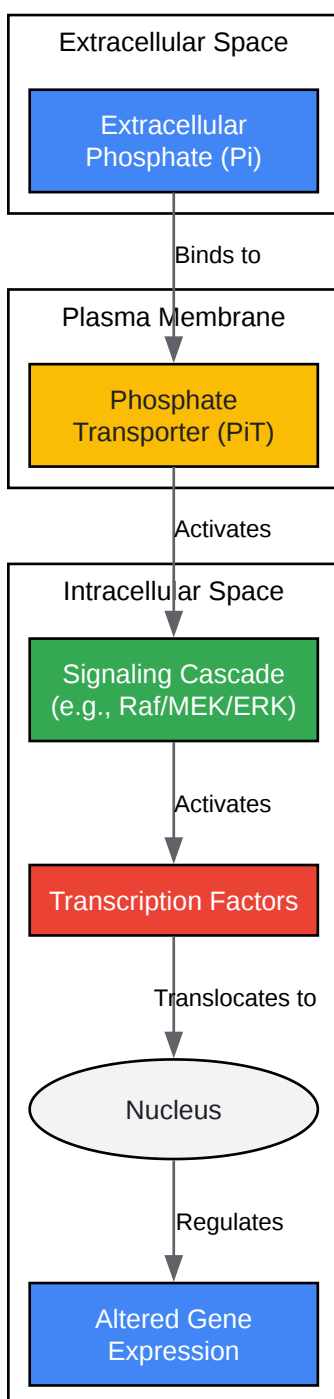 Extracellular Space
Extracellular
Phosphate (Pi)
Binds to
Plasma Membrane
Phosphate
Transporter (PiT)
Activates
Intracellular Space
Signaling Cascade
(e.g., Raf/MEK/ERK)
Activates
Transcription Factors
Translocates to
Nucleus
Regulates
Altered Gene
Expression